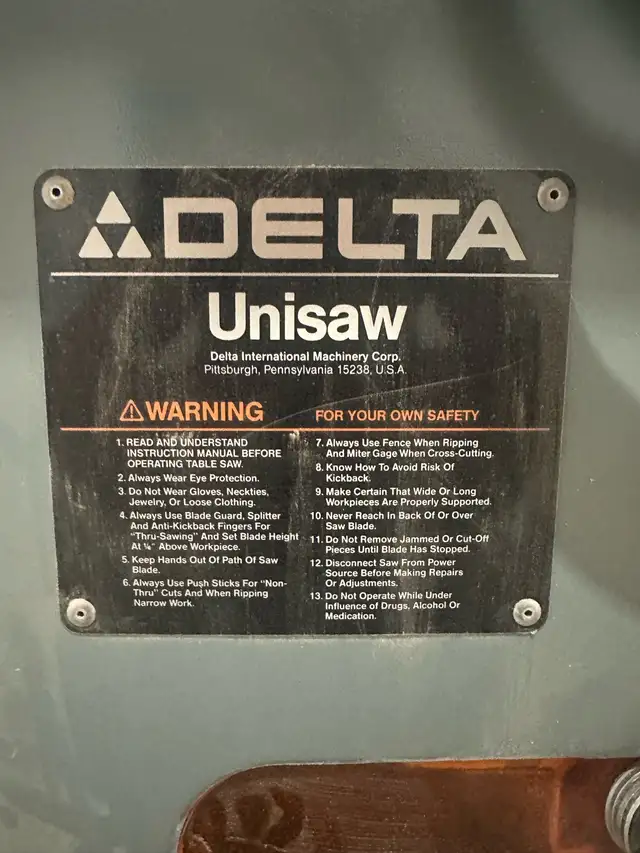 DELTA
Unisaw
Delta International Machinery Corp.
Pittsburgh, Pennsylvania 15238, U.S.A.
WARNING
FOR YOUR OWN SAFETY
1. READ AND UNDERSTAND
INSTRUCTION MANUAL BEFORE
OPERATING TABLE SAW.
2. Always Wear Eye Protection.
3. Do Not Wear Gloves, Neckties,
Jewelry, Or Loose Clothing.
4. Always Use Blade Guard, Splitter
And Anti-Kickback Fingers For
"Thru-Sawing" And Set Blade Height
At ⅛" Above Workpiece.
5. Keep Hands Out Of Path Of Saw
Blade.
6. Always Use Push Sticks For "Non-
Thru" Cuts And When Ripping
Narrow Work.
7. Always Use Fence When Ripping
And Miter Gage When Cross-Cutting.
8. Know How To Avoid Risk Of
Kickback.
9. Make Certain That Wide Or Long
Workpieces Are Properly Supported.
10. Never Reach In Back Of Or Over
Saw Blade.
11. Do Not Remove Jammed Or Cut-Off
Pieces Until Blade Has Stopped.
12. Disconnect Saw From Power
Source Before Making Repairs
Or Adjustments.
13. Do Not Operate While Under
Influence of Drugs, Alcohol Or
Medication.